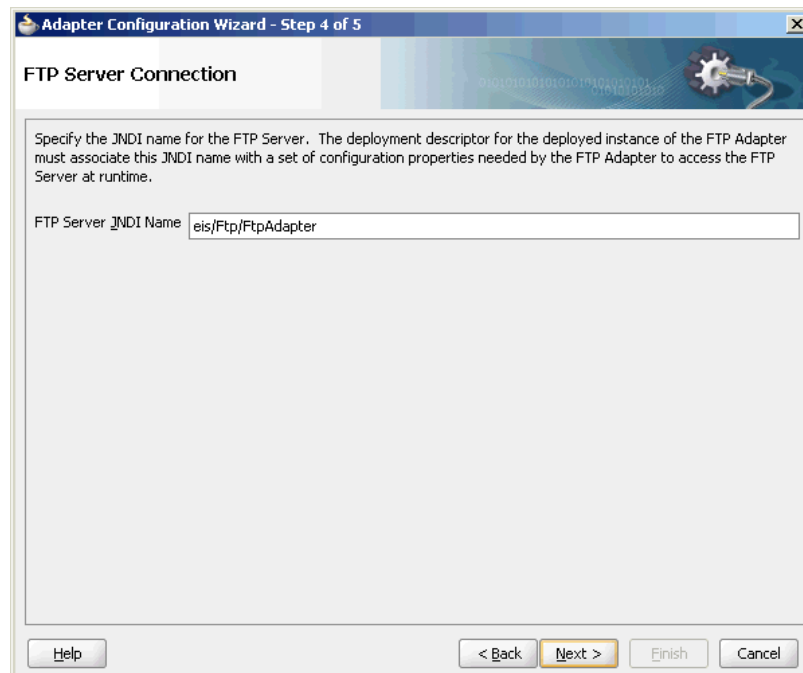 Adapter Configuration Wizard - Step 4 of 5
FTP Server Connection
Specify the JNDI name for the FTP Server. The deployment descriptor for the deployed instance of the FTP Adapter
must associate this JNDI name with a set of configuration properties needed by the FTP Adapter to access the FTP
Server at runtime.
FTP Server JNDI Name eis/Ftp/FtpAdapter
Help < Back Next > Finish Cancel